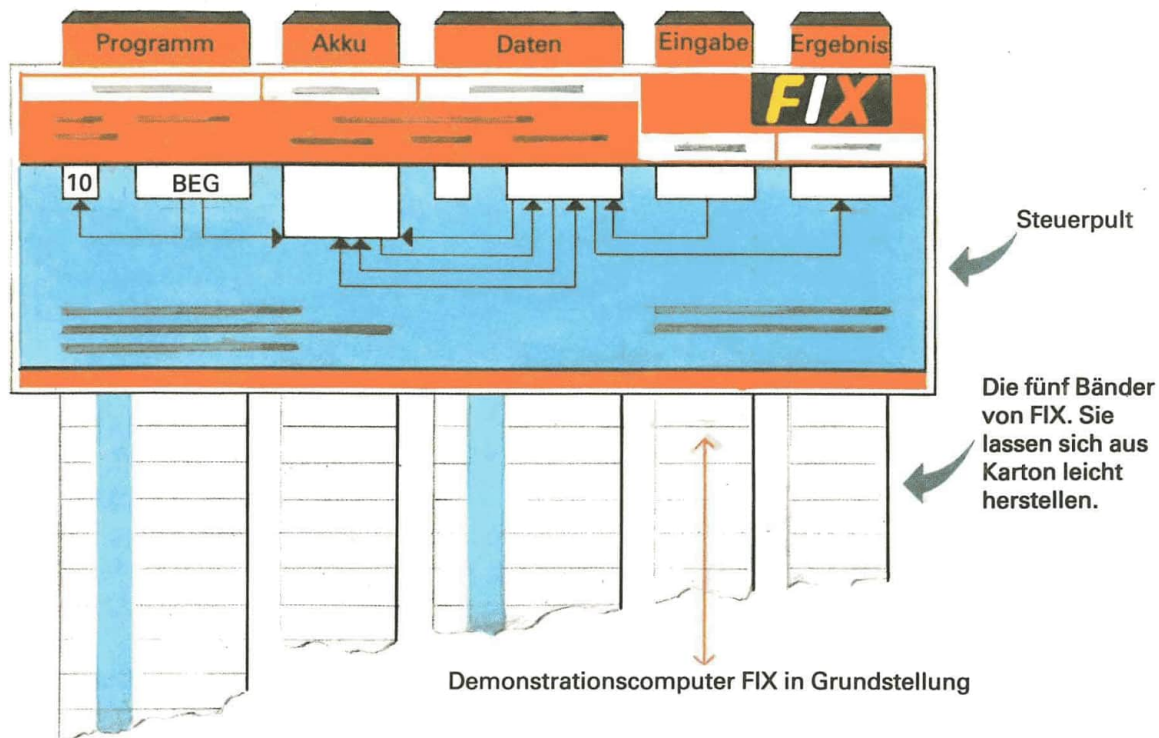 Programm Akku Daten Eingabe Ergebnis
FIX
10 BEG
Steuerpult
Die fünf Bänder
von FIX. Sie
lassen sich aus
Karton leicht
herstellen.
Demonstrationscomputer FIX in Grundstellung